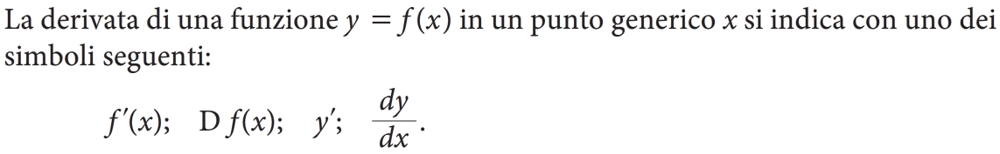 La derivata di una funzione y = f(x) in un punto generico x si indica con uno dei
simboli seguenti:
f′(x); D f(x); y′; dy/dx.